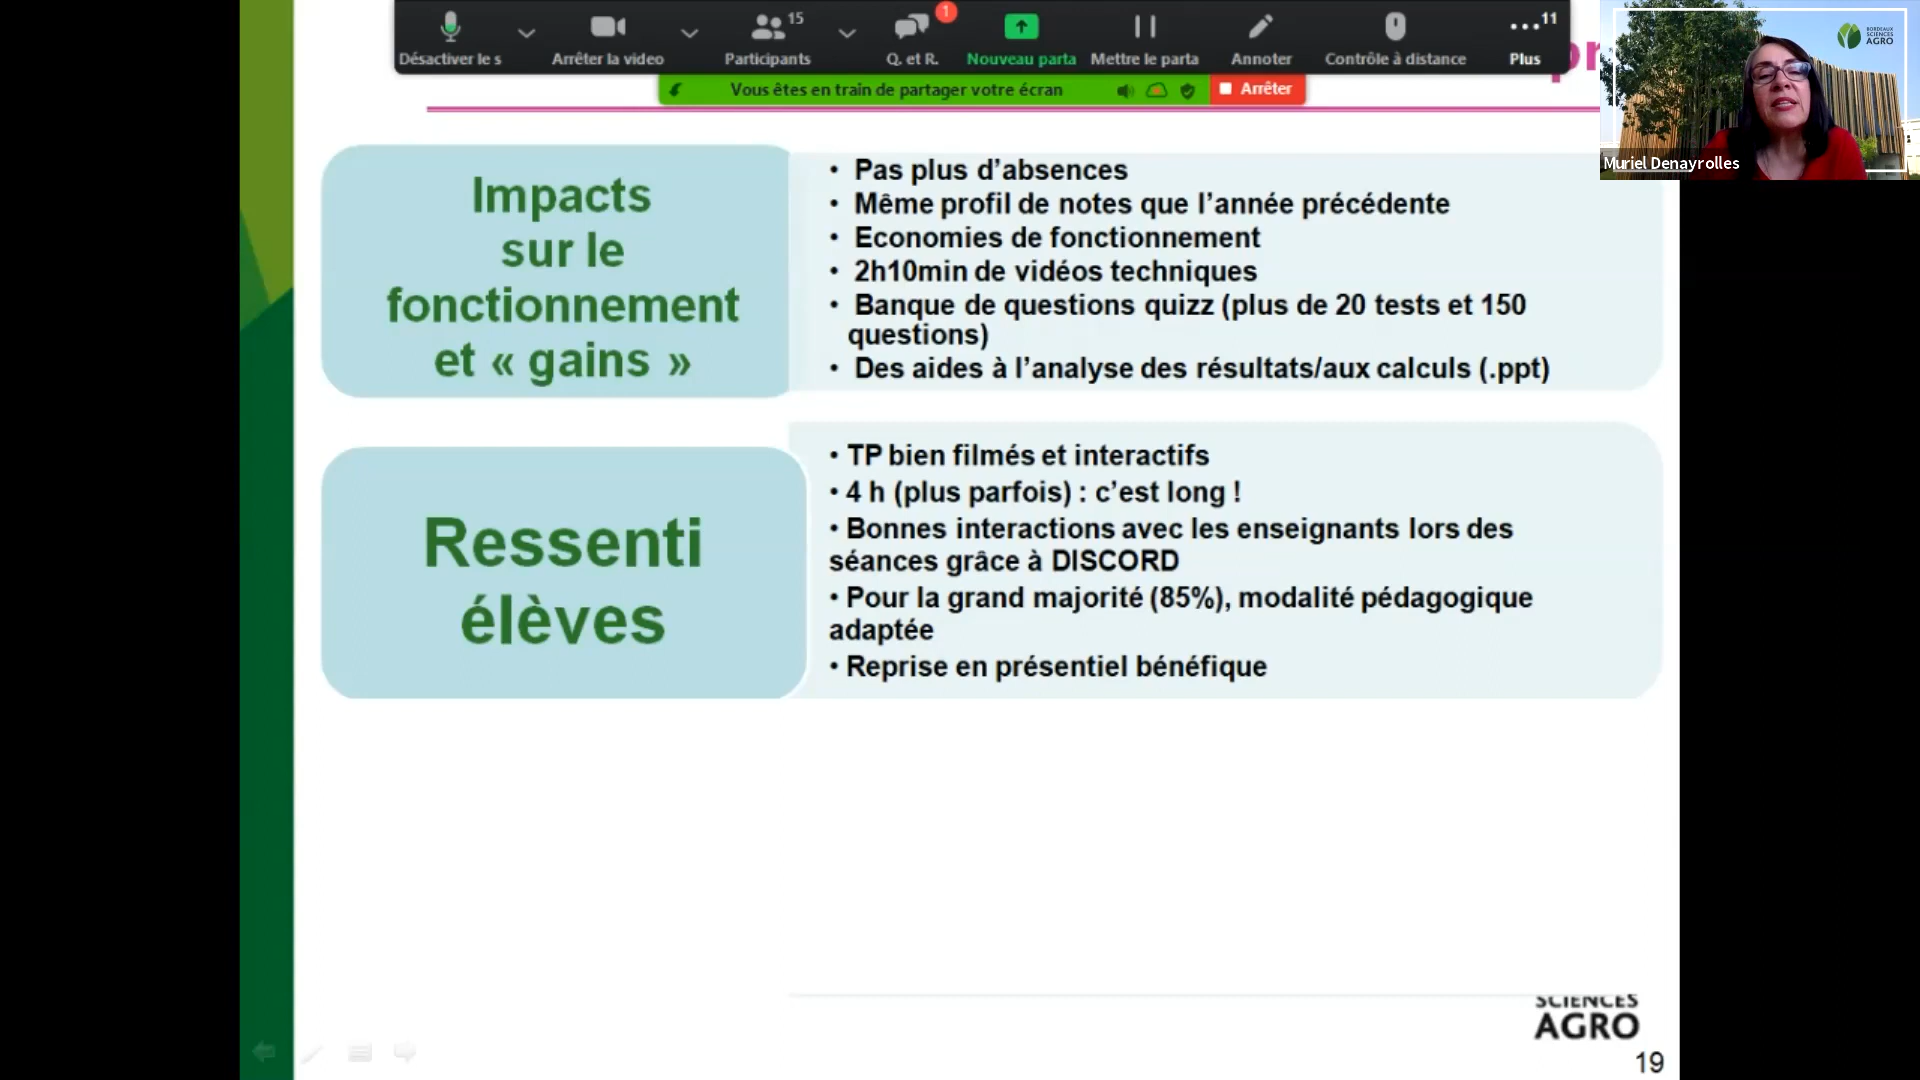 15
1
11
Désactiver le s
Arrêter la video
Participants
Q. et R.
Nouveau parta
Mettre le parta
Annoter
Contrôle à distance
Plus
Vous êtes en train de partager votre écran
Arrêter
BORDEAUX
SCIENCES
AGRO
Muriel Denayrolles
Impacts
sur le
fonctionnement
et « gains »
• Pas plus d’absences
• Même profil de notes que l’année précédente
• Economies de fonctionnement
• 2h10min de vidéos techniques
• Banque de questions quizz (plus de 20 tests et 150
questions)
• Des aides à l’analyse des résultats/aux calculs (.ppt)
Ressenti
élèves
• TP bien filmés et interactifs
• 4 h (plus parfois) : c’est long !
• Bonnes interactions avec les enseignants lors des
séances grâce à DISCORD
• Pour la grand majorité (85%), modalité pédagogique
adaptée
• Reprise en présentiel bénéfique
SCIENCES
AGRO
19